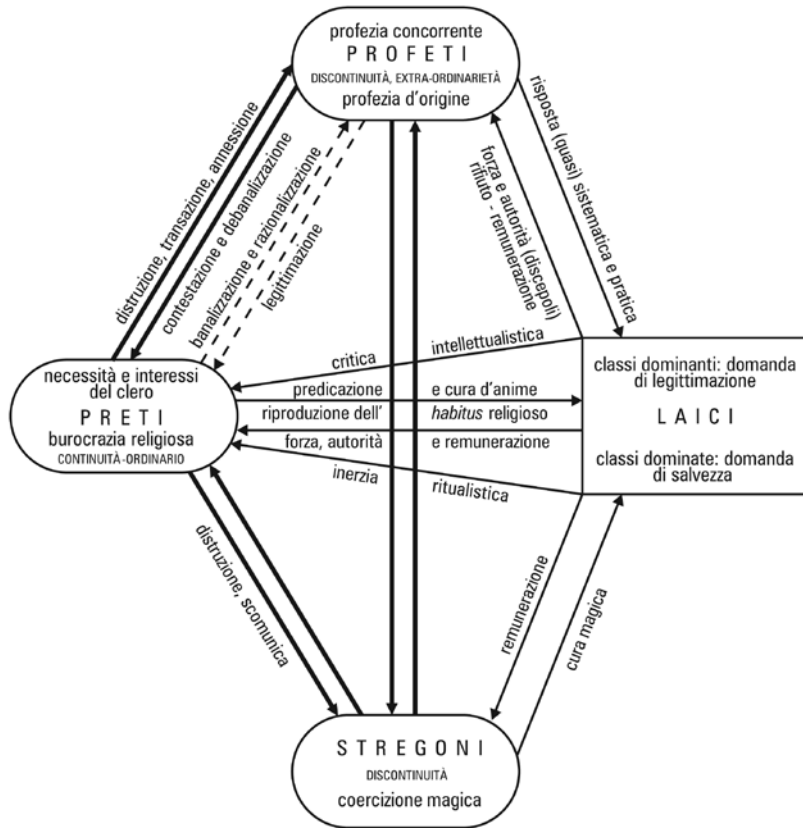 profezia concorrente
PROFETI
DISCONTINUITÀ, EXTRA-ORDINARIETÀ
profezia d'origine
distruzione, transazione, annessione
contestazione e debanalizzazione
banalizzazione e razionalizzazione
legittimazione
forza e autorità (discepoli)
rifiuto - remunerazione
risposta (quasi) sistematica e pratica
critica intellettualistica
necessità e interessi
del clero
PRETI
burocrazia religiosa
CONTINUITÀ-ORDINARIO
predicazione e cura d'anime
riproduzione dell' habitus religioso
forza, autorità e remunerazione
inerzia ritualistica
classi dominanti: domanda
di legittimazione
LAICI
classi dominate: domanda
di salvezza
distruzione, scomunica
remunerazione
cura magica
STREGONI
DISCONTINUITÀ
coercizione magica